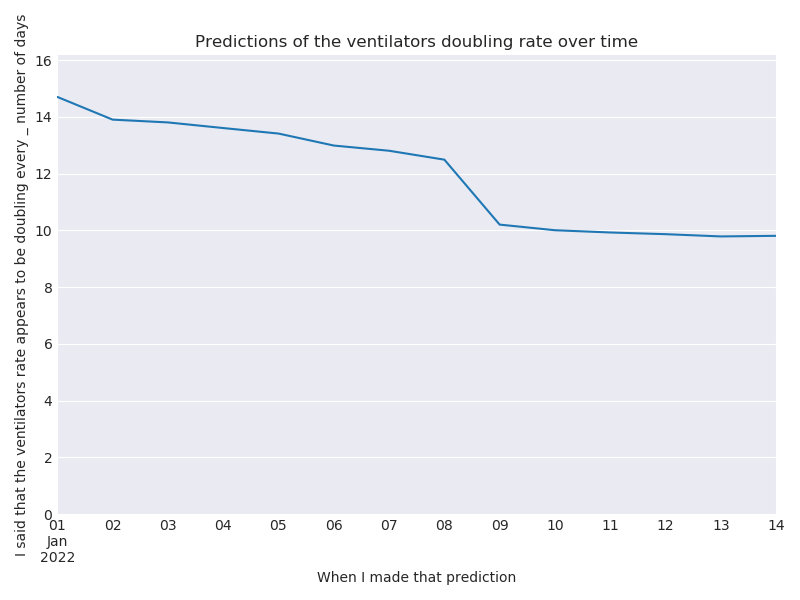 Predictions of the ventilators doubling rate over time
I said that the ventilators rate appears to be doubling every _ number of days
16
14
12
10
8
6
4
2
0
01 02 03 04 05 06 07 08 09 10 11 12 13 14
Jan
2022
When I made that prediction